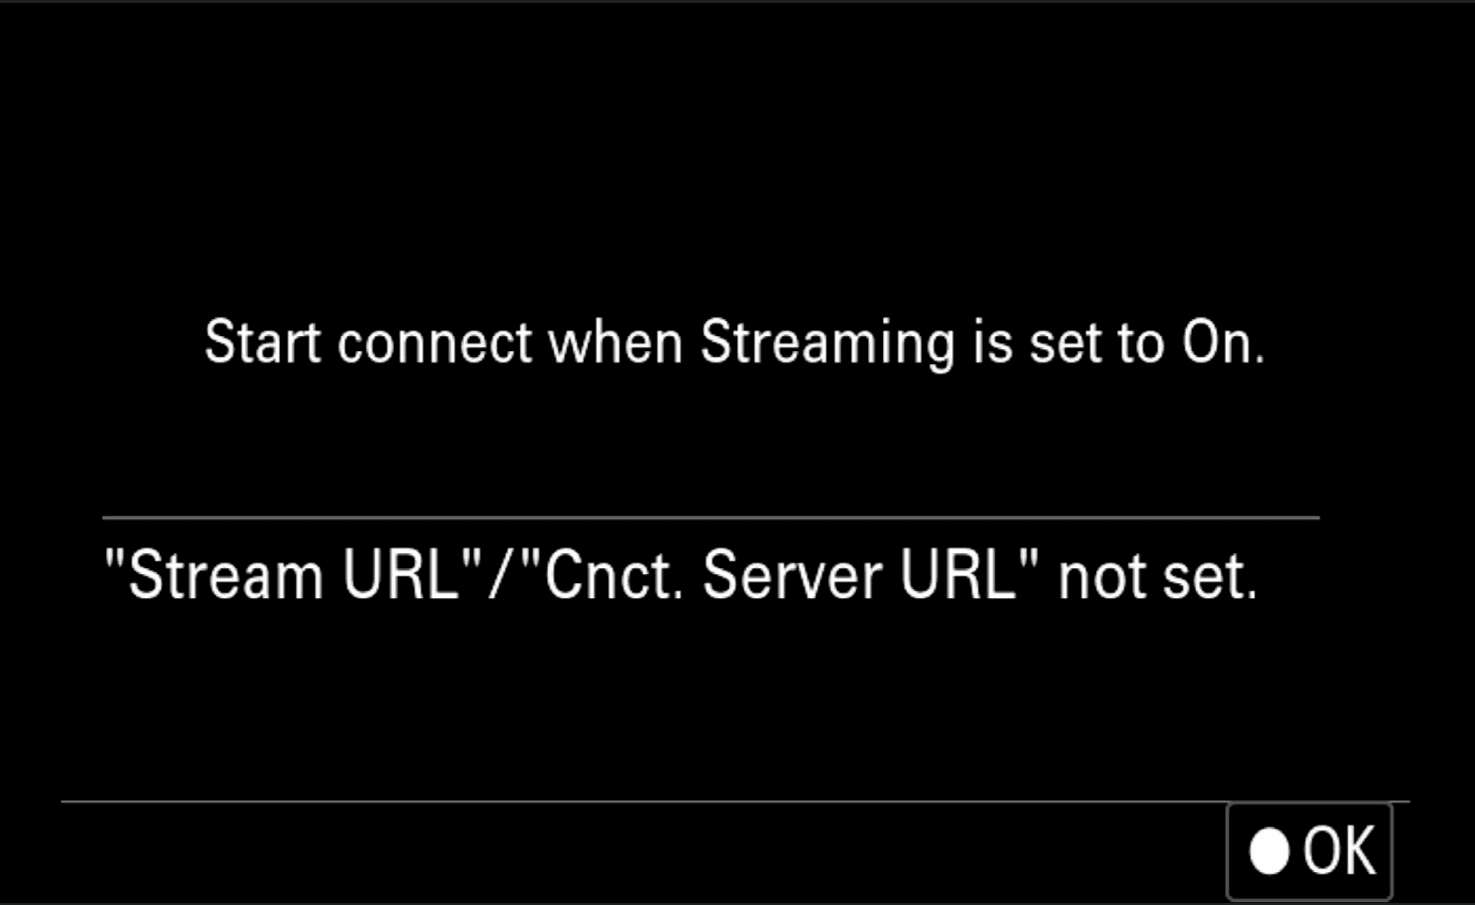 Start connect when Streaming is set to On.
"Stream URL"/"Cnct. Server URL" not set.
OK